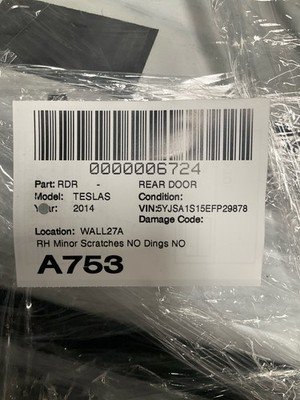 0000006724
Part: RDR - REAR DOOR
Model: TESLAS Condition:
Year: 2014 VIN:5YJSA1S15EFP29878
Damage Code:
Location: WALL27A
RH Minor Scratches NO Dings NO
A753